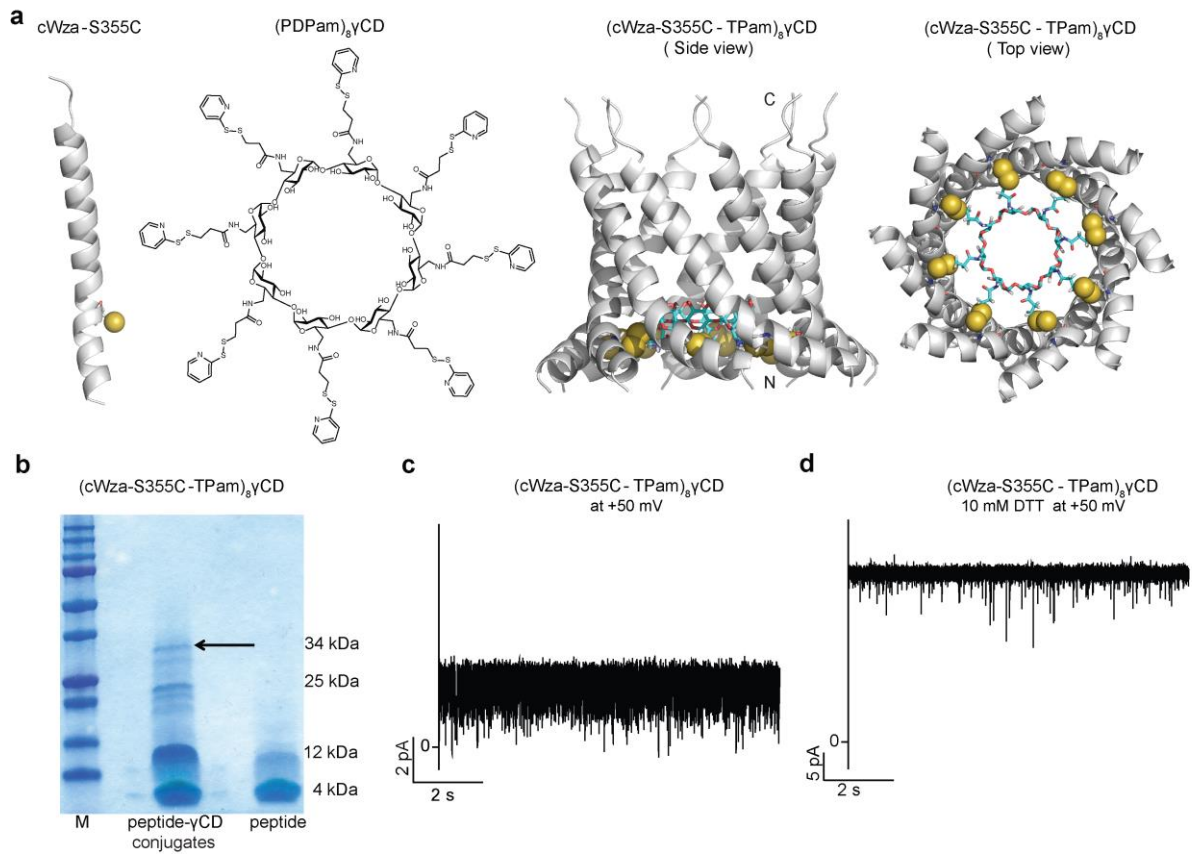 a
cWza-S355C
(PDPam)₈γCD
(cWza-S355C - TPam)₈γCD
( Side view)
(cWza-S355C - TPam)₈γCD
( Top view)
C
N
b
(cWza-S355C-TPam)₈γCD
34 kDa
25 kDa
12 kDa
4 kDa
M
peptide-γCD
conjugates
peptide
c
(cWza-S355C - TPam)₈γCD
at +50 mV
0
2 pA
2 s
d
(cWza-S355C - TPam)₈γCD
10 mM DTT at +50 mV
0
5 pA
2 s